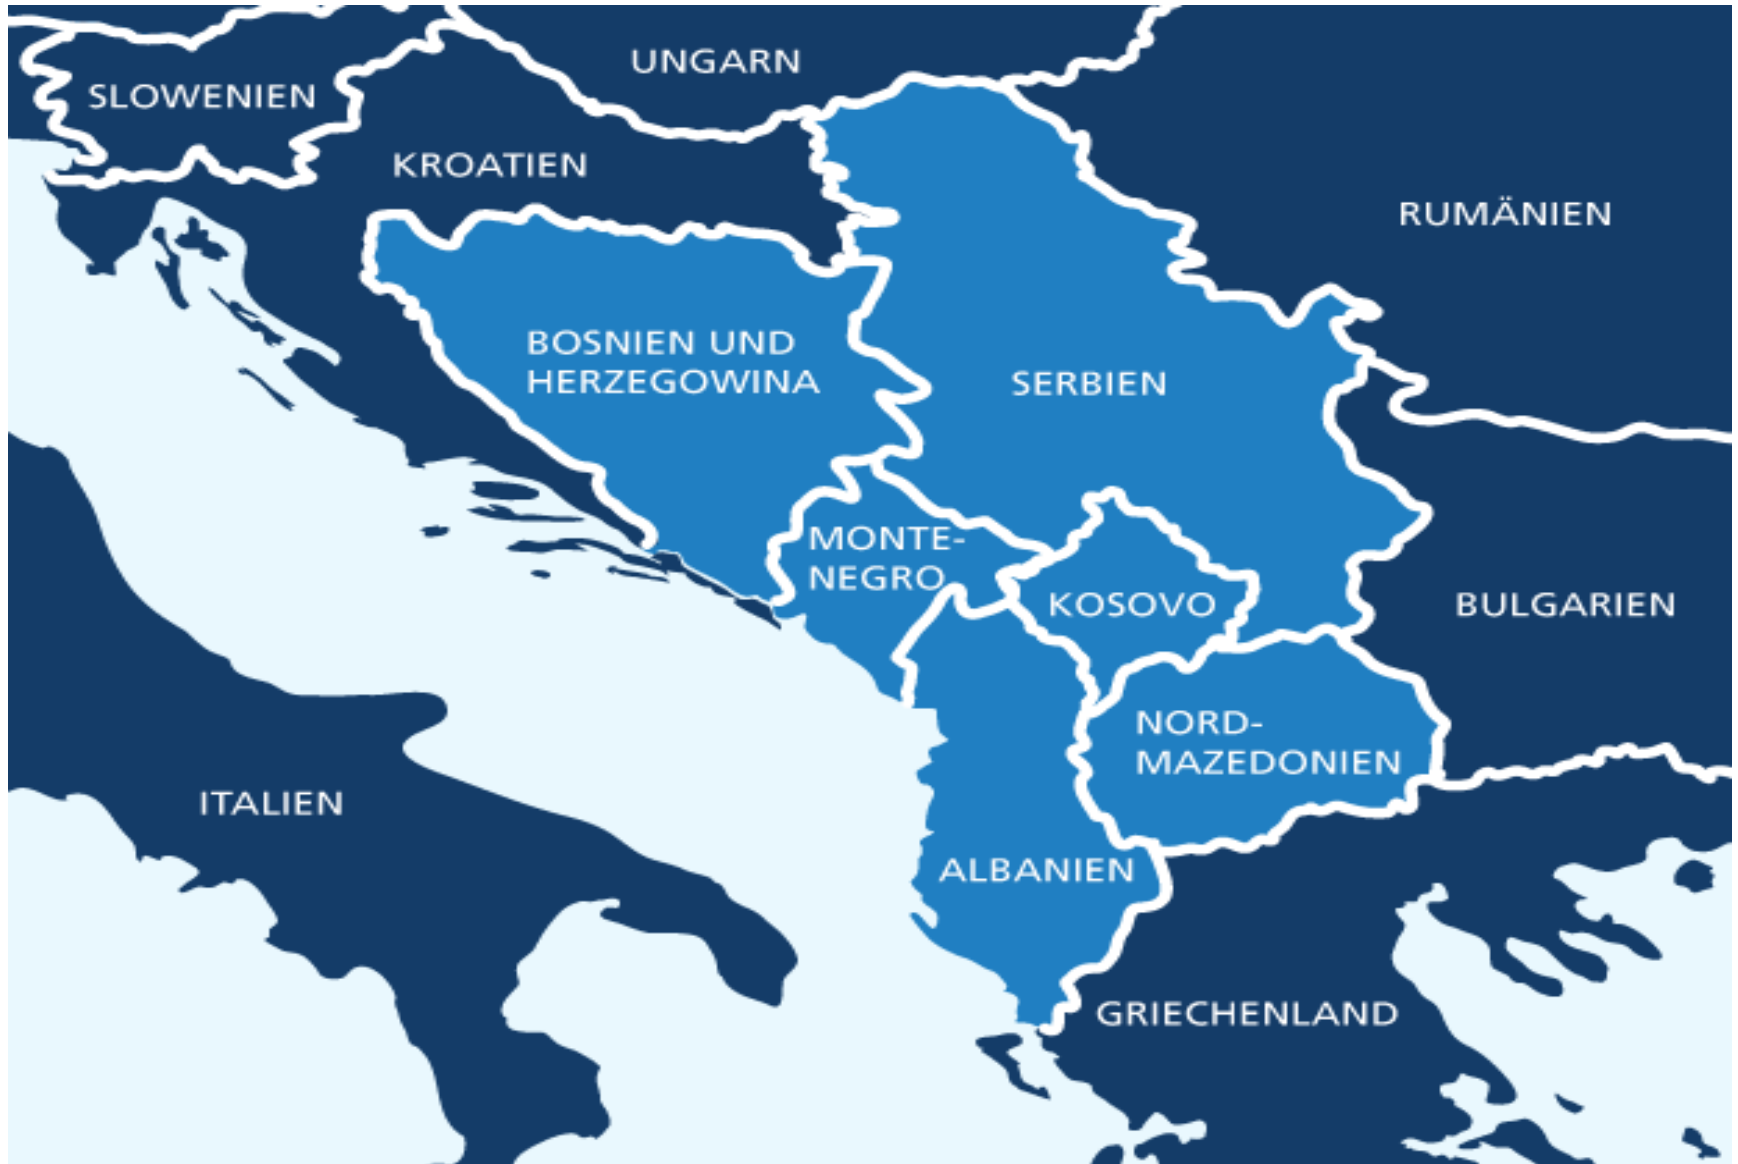 UNGARN
SLOWENIEN
KROATIEN
RUMÄNIEN
BOSNIEN UND
HERZEGOWINA
SERBIEN
MONTE-
NEGRO
KOSOVO
BULGARIEN
NORD-
MAZEDONIEN
ITALIEN
ALBANIEN
GRIECHENLAND